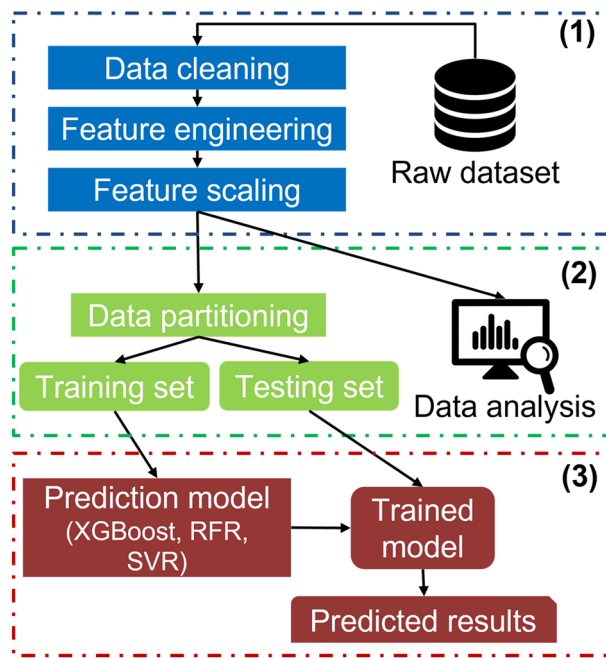 (1)
Data cleaning
Feature engineering
Feature scaling
Raw dataset
(2)
Data partitioning
Training set
Testing set
Data analysis
(3)
Prediction model
(XGBoost, RFR,
SVR)
Trained
model
Predicted results